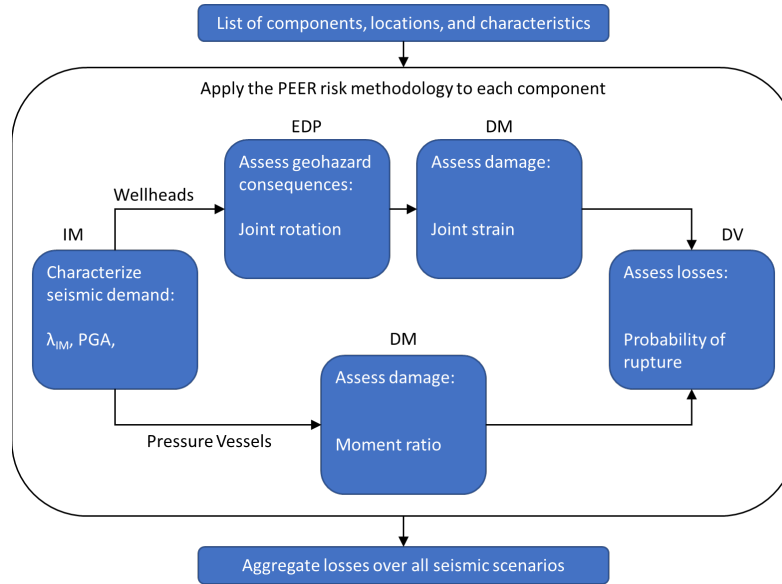 List of components, locations, and characteristics
Apply the PEER risk methodology to each component
EDP
DM
Assess geohazard
consequences:
Joint rotation
Assess damage:
Joint strain
Wellheads
IM
DV
Characterize
seismic demand:
λIM, PGA,
Assess losses:
Probability of
rupture
DM
Assess damage:
Moment ratio
Pressure Vessels
Aggregate losses over all seismic scenarios